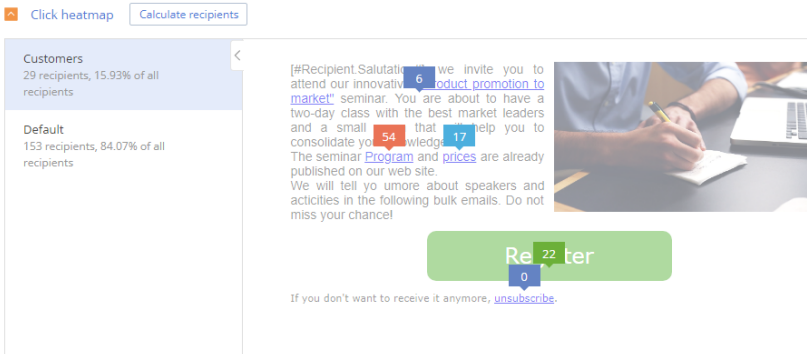 Click heatmap
Calculate recipients
Customers
29 recipients, 15.93% of all
recipients
Default
153 recipients, 84.07% of all
recipients
we invite you to
6
attend our innovative product promotion to
market" seminar. You are about to have a
two-day class with the best market leaders
and a small that will help you to
54
17
consolidate
The seminar Program and prices are already
published on our web site.
We will tell yo umore about speakers and
acticities in the following bulk emails. Do not
miss your chance!
Register
22
0
If you don't want to receive it anymore, unsubscribe.